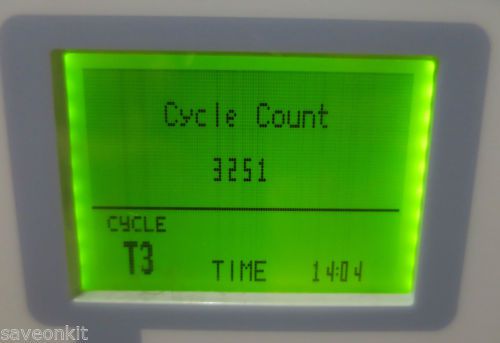 Cycle Count
3251
CYCLE
T3 TIME 14:04
saveonkit